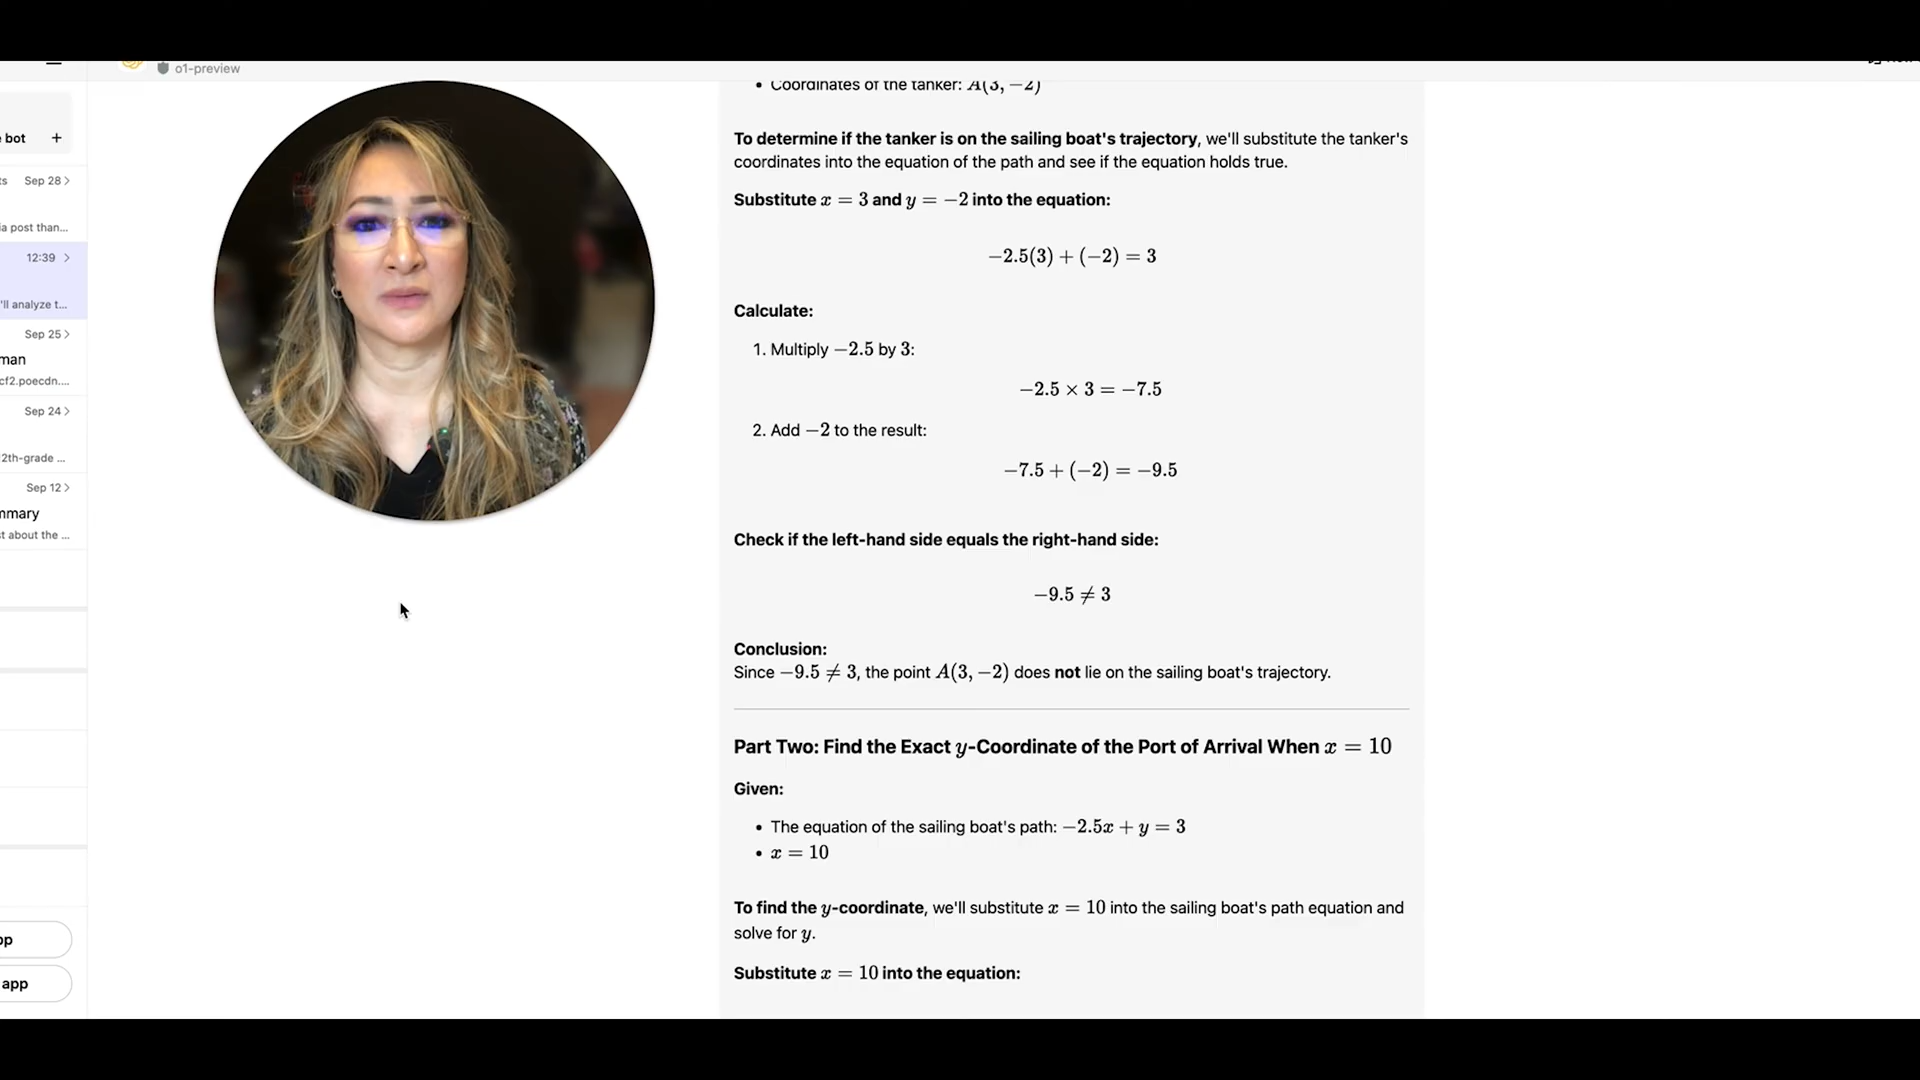 o1-preview
bot +
Sep 28 >
ia post than...
12:39 >
'll analyze t...
Sep 25 >
man
cf2.poecdn....
Sep 24 >
2th-grade ...
Sep 12 >
mmary
t about the ...
app
• Coordinates of the tanker: A(3, −2)
To determine if the tanker is on the sailing boat's trajectory, we'll substitute the tanker's
coordinates into the equation of the path and see if the equation holds true.
Substitute x = 3 and y = −2 into the equation:
−2.5(3) + (−2) = 3
Calculate:
1. Multiply −2.5 by 3:
−2.5 × 3 = −7.5
2. Add −2 to the result:
−7.5 + (−2) = −9.5
Check if the left-hand side equals the right-hand side:
−9.5 ≠ 3
Conclusion:
Since −9.5 ≠ 3, the point A(3, −2) does not lie on the sailing boat's trajectory.
Part Two: Find the Exact y-Coordinate of the Port of Arrival When x = 10
Given:
• The equation of the sailing boat's path: −2.5x + y = 3
• x = 10
To find the y-coordinate, we'll substitute x = 10 into the sailing boat's path equation and
solve for y.
Substitute x = 10 into the equation: